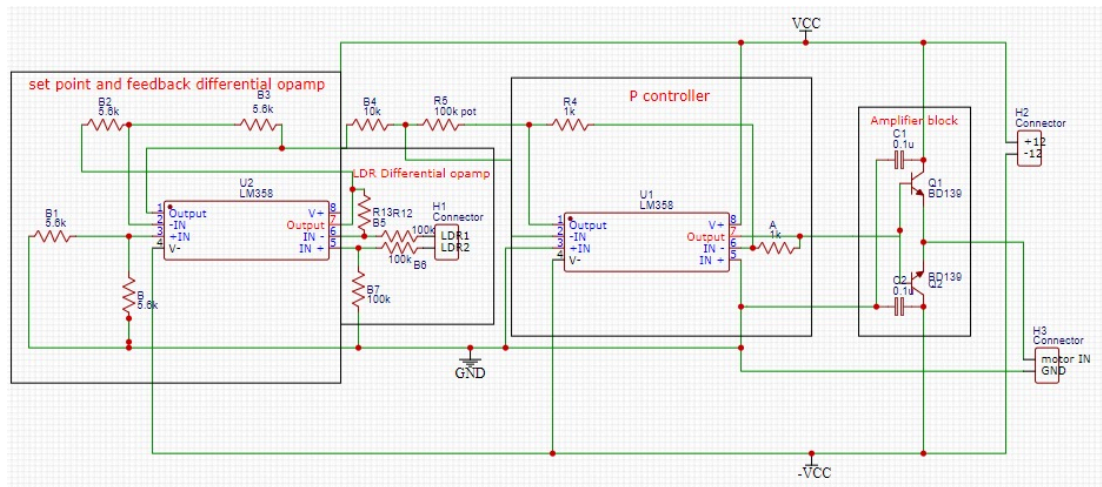 VCC
set point and feedback differential opamp
B2
5.6k
B3
5.6k
B4
10k
R5
100k pot
R4
1k
P controller
Amplifier block
C1
0.1u
H2
Connector
+12
-12
LDR Differential opamp
U2
LM358
1 Output
2 -IN
3 +IN
4 V-
V+ 8
Output 7
IN - 6
IN + 5
R13R12
B5
100k
100k
B6
H1
Connector
LDR1
LDR2
B1
5.6k
B
5.6k
B7
100k
U1
LM358
1 Output
2 -IN
3 +IN
4 V-
V+ 8
Output 7
IN - 6
IN + 5
A
1k
Q1
BD139
BD139
Q2
C2
0.1u
H3
Connector
motor IN
GND
GND
-VCC